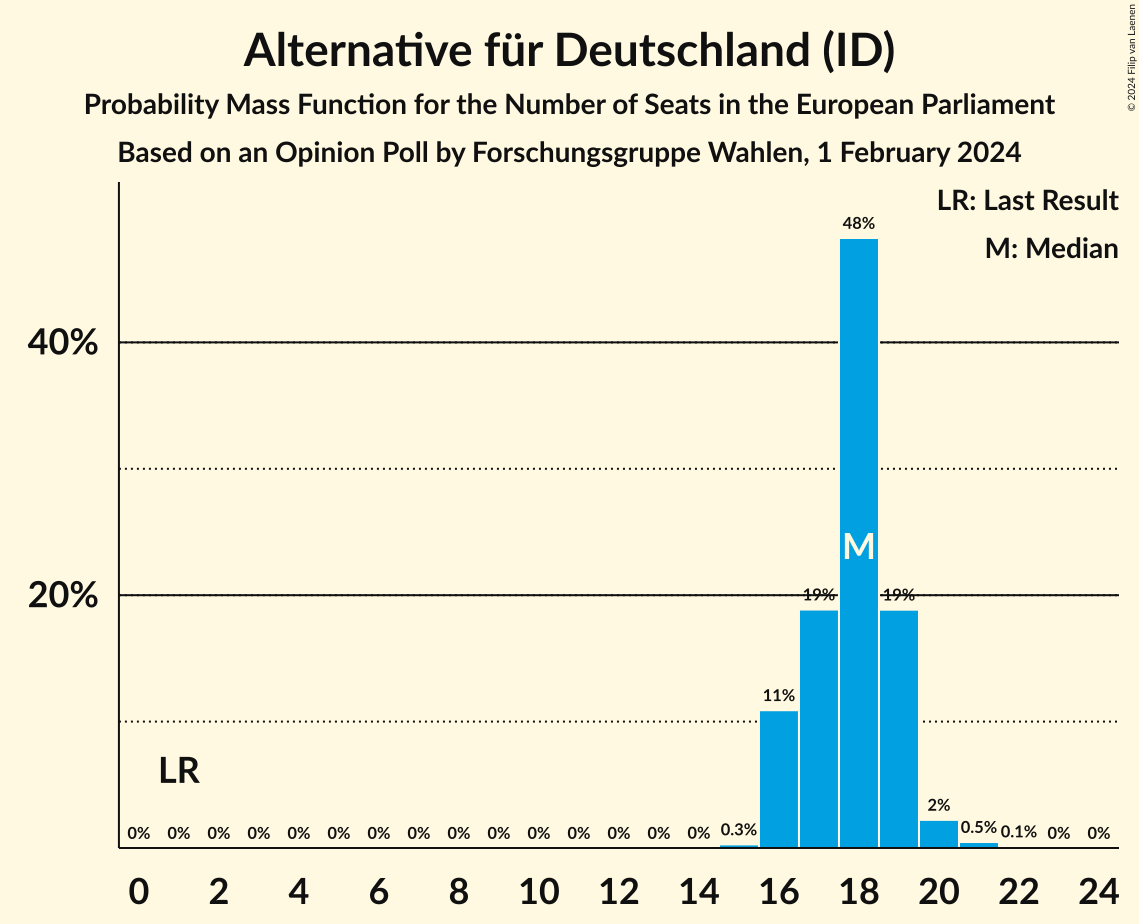 Alternative für Deutschland (ID)
Probability Mass Function for the Number of Seats in the European Parliament
Based on an Opinion Poll by Forschungsgruppe Wahlen, 1 February 2024
© 2024 Filip van Laenen
LR: Last Result
M: Median
48%
40%
M
20%
19% 19%
11%
LR
0% 0% 0% 0% 0% 0% 0% 0% 0% 0% 0% 0% 0% 0% 0% 0.3% 2% 0.5% 0.1% 0% 0%
0 2 4 6 8 10 12 14 16 18 20 22 24